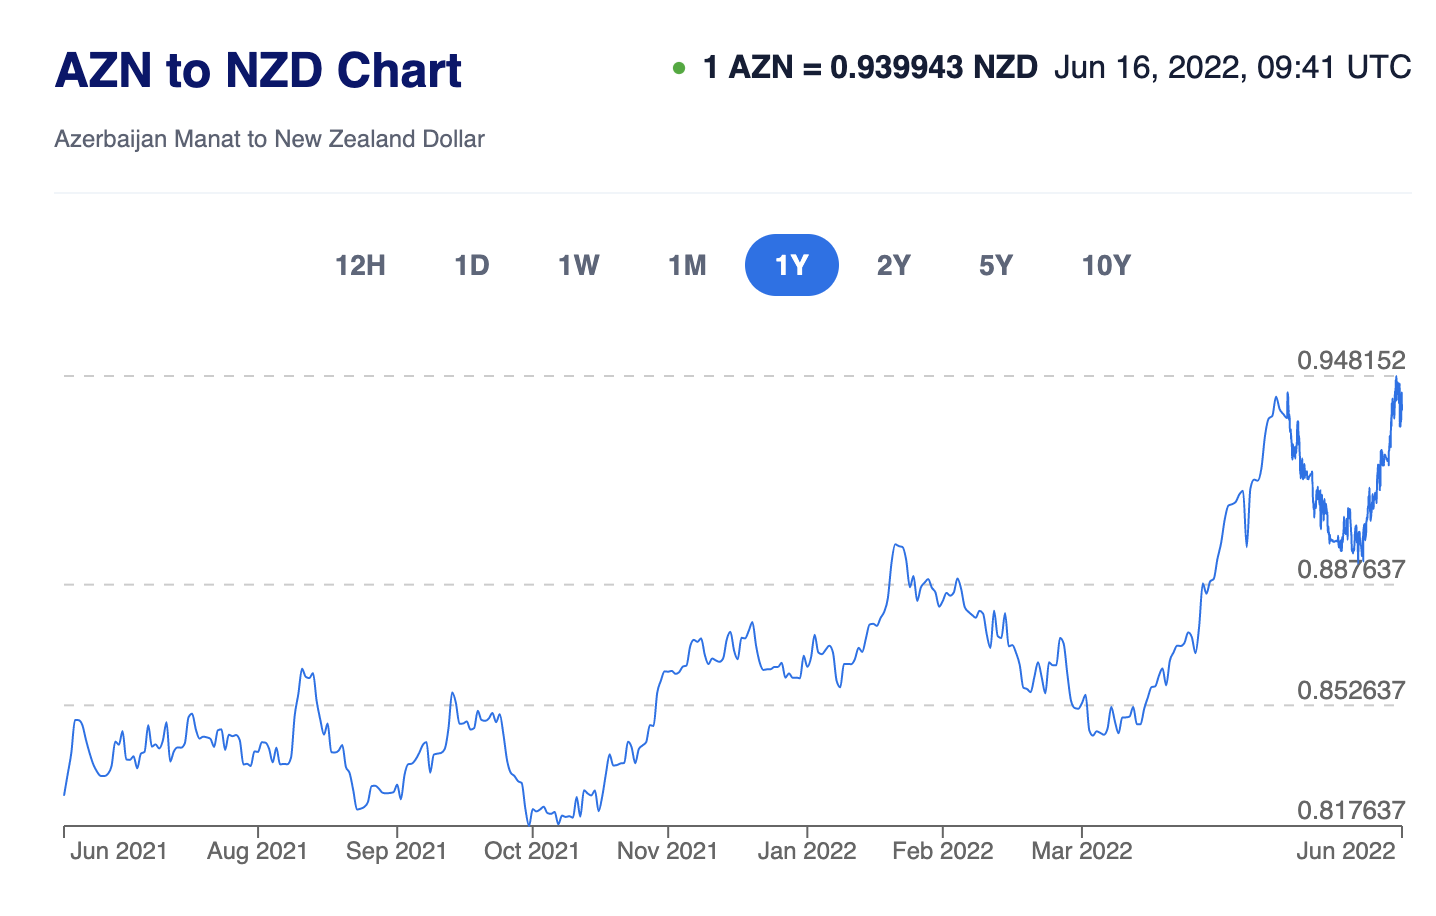 AZN to NZD Chart
1 AZN = 0.939943 NZD Jun 16, 2022, 09:41 UTC
Azerbaijan Manat to New Zealand Dollar
12H 1D 1W 1M 1Y 2Y 5Y 10Y
0.948152
0.887637
0.852637
0.817637
Jun 2021 Aug 2021 Sep 2021 Oct 2021 Nov 2021 Jan 2022 Feb 2022 Mar 2022 Jun 2022